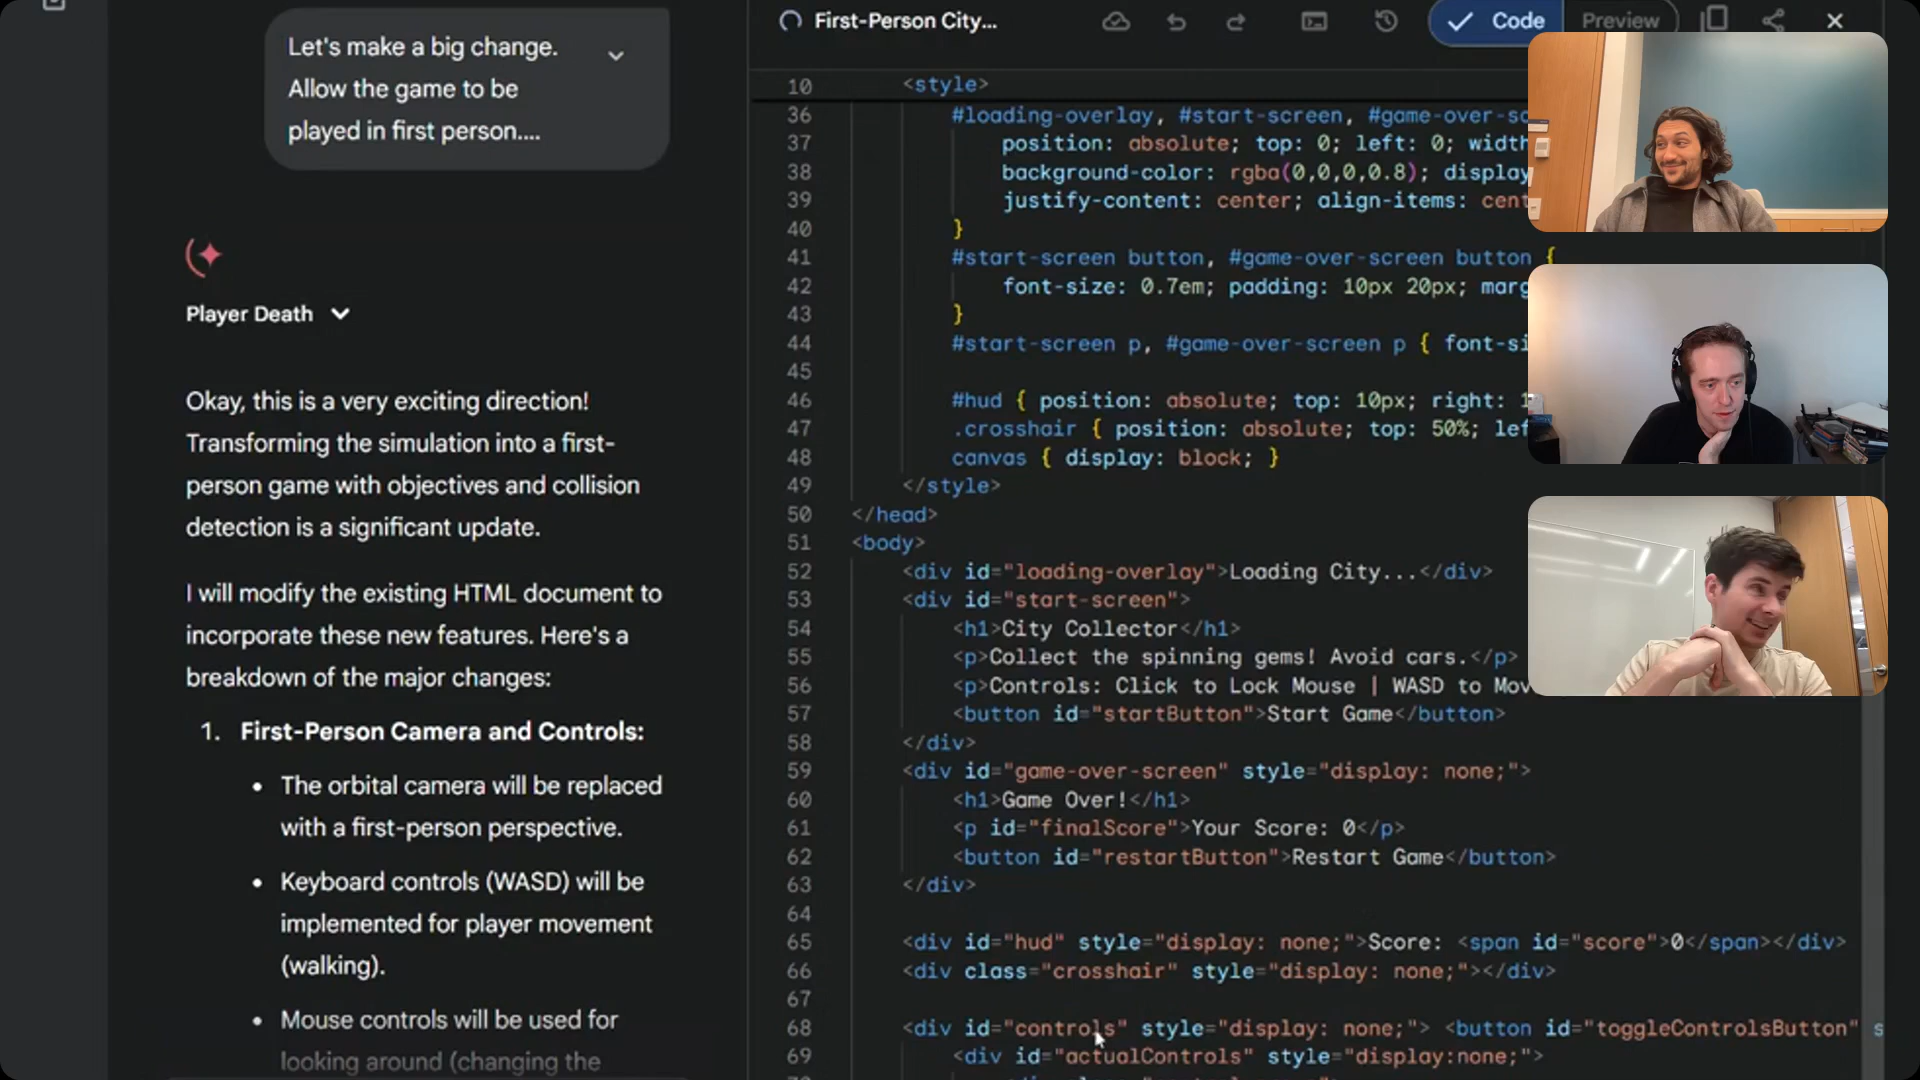 Let's make a big change.
Allow the game to be
played in first person....
Player Death
Okay, this is a very exciting direction!
Transforming the simulation into a first-
person game with objectives and collision
detection is a significant update.
I will modify the existing HTML document to
incorporate these new features. Here's a
breakdown of the major changes:
1. First-Person Camera and Controls:
• The orbital camera will be replaced
with a first-person perspective.
• Keyboard controls (WASD) will be
implemented for player movement
(walking).
• Mouse controls will be used for
looking around (changing the
First-Person City...
Code
Preview
10 <style>
36 #loading-overlay, #start-screen, #game-over-sc
37 position: absolute; top: 0; left: 0; width
38 background-color: rgba(0,0,0,0.8); display
39 justify-content: center; align-items: cent
40 }
41 #start-screen button, #game-over-screen button {
42 font-size: 0.7em; padding: 10px 20px; marg
43 }
44 #start-screen p, #game-over-screen p { font-si
45
46 #hud { position: absolute; top: 10px; right: 1
47 .crosshair { position: absolute; top: 50%; lef
48 canvas { display: block; }
49 </style>
50 </head>
51 <body>
52 <div id="loading-overlay">Loading City...</div>
53 <div id="start-screen">
54 <h1>City Collector</h1>
55 <p>Collect the spinning gems! Avoid cars.</p>
56 <p>Controls: Click to Lock Mouse | WASD to Mov
57 <button id="startButton">Start Game</button>
58 </div>
59 <div id="game-over-screen" style="display: none;">
60 <h1>Game Over!</h1>
61 <p id="finalScore">Your Score: 0</p>
62 <button id="restartButton">Restart Game</button>
63 </div>
64
65 <div id="hud" style="display: none;">Score: <span id="score">0</span></div>
66 <div class="crosshair" style="display: none;"></div>
67
68 <div id="controls" style="display: none;"> <button id="toggleControlsButton" s
69 <div id="actualControls" style="display:none;">